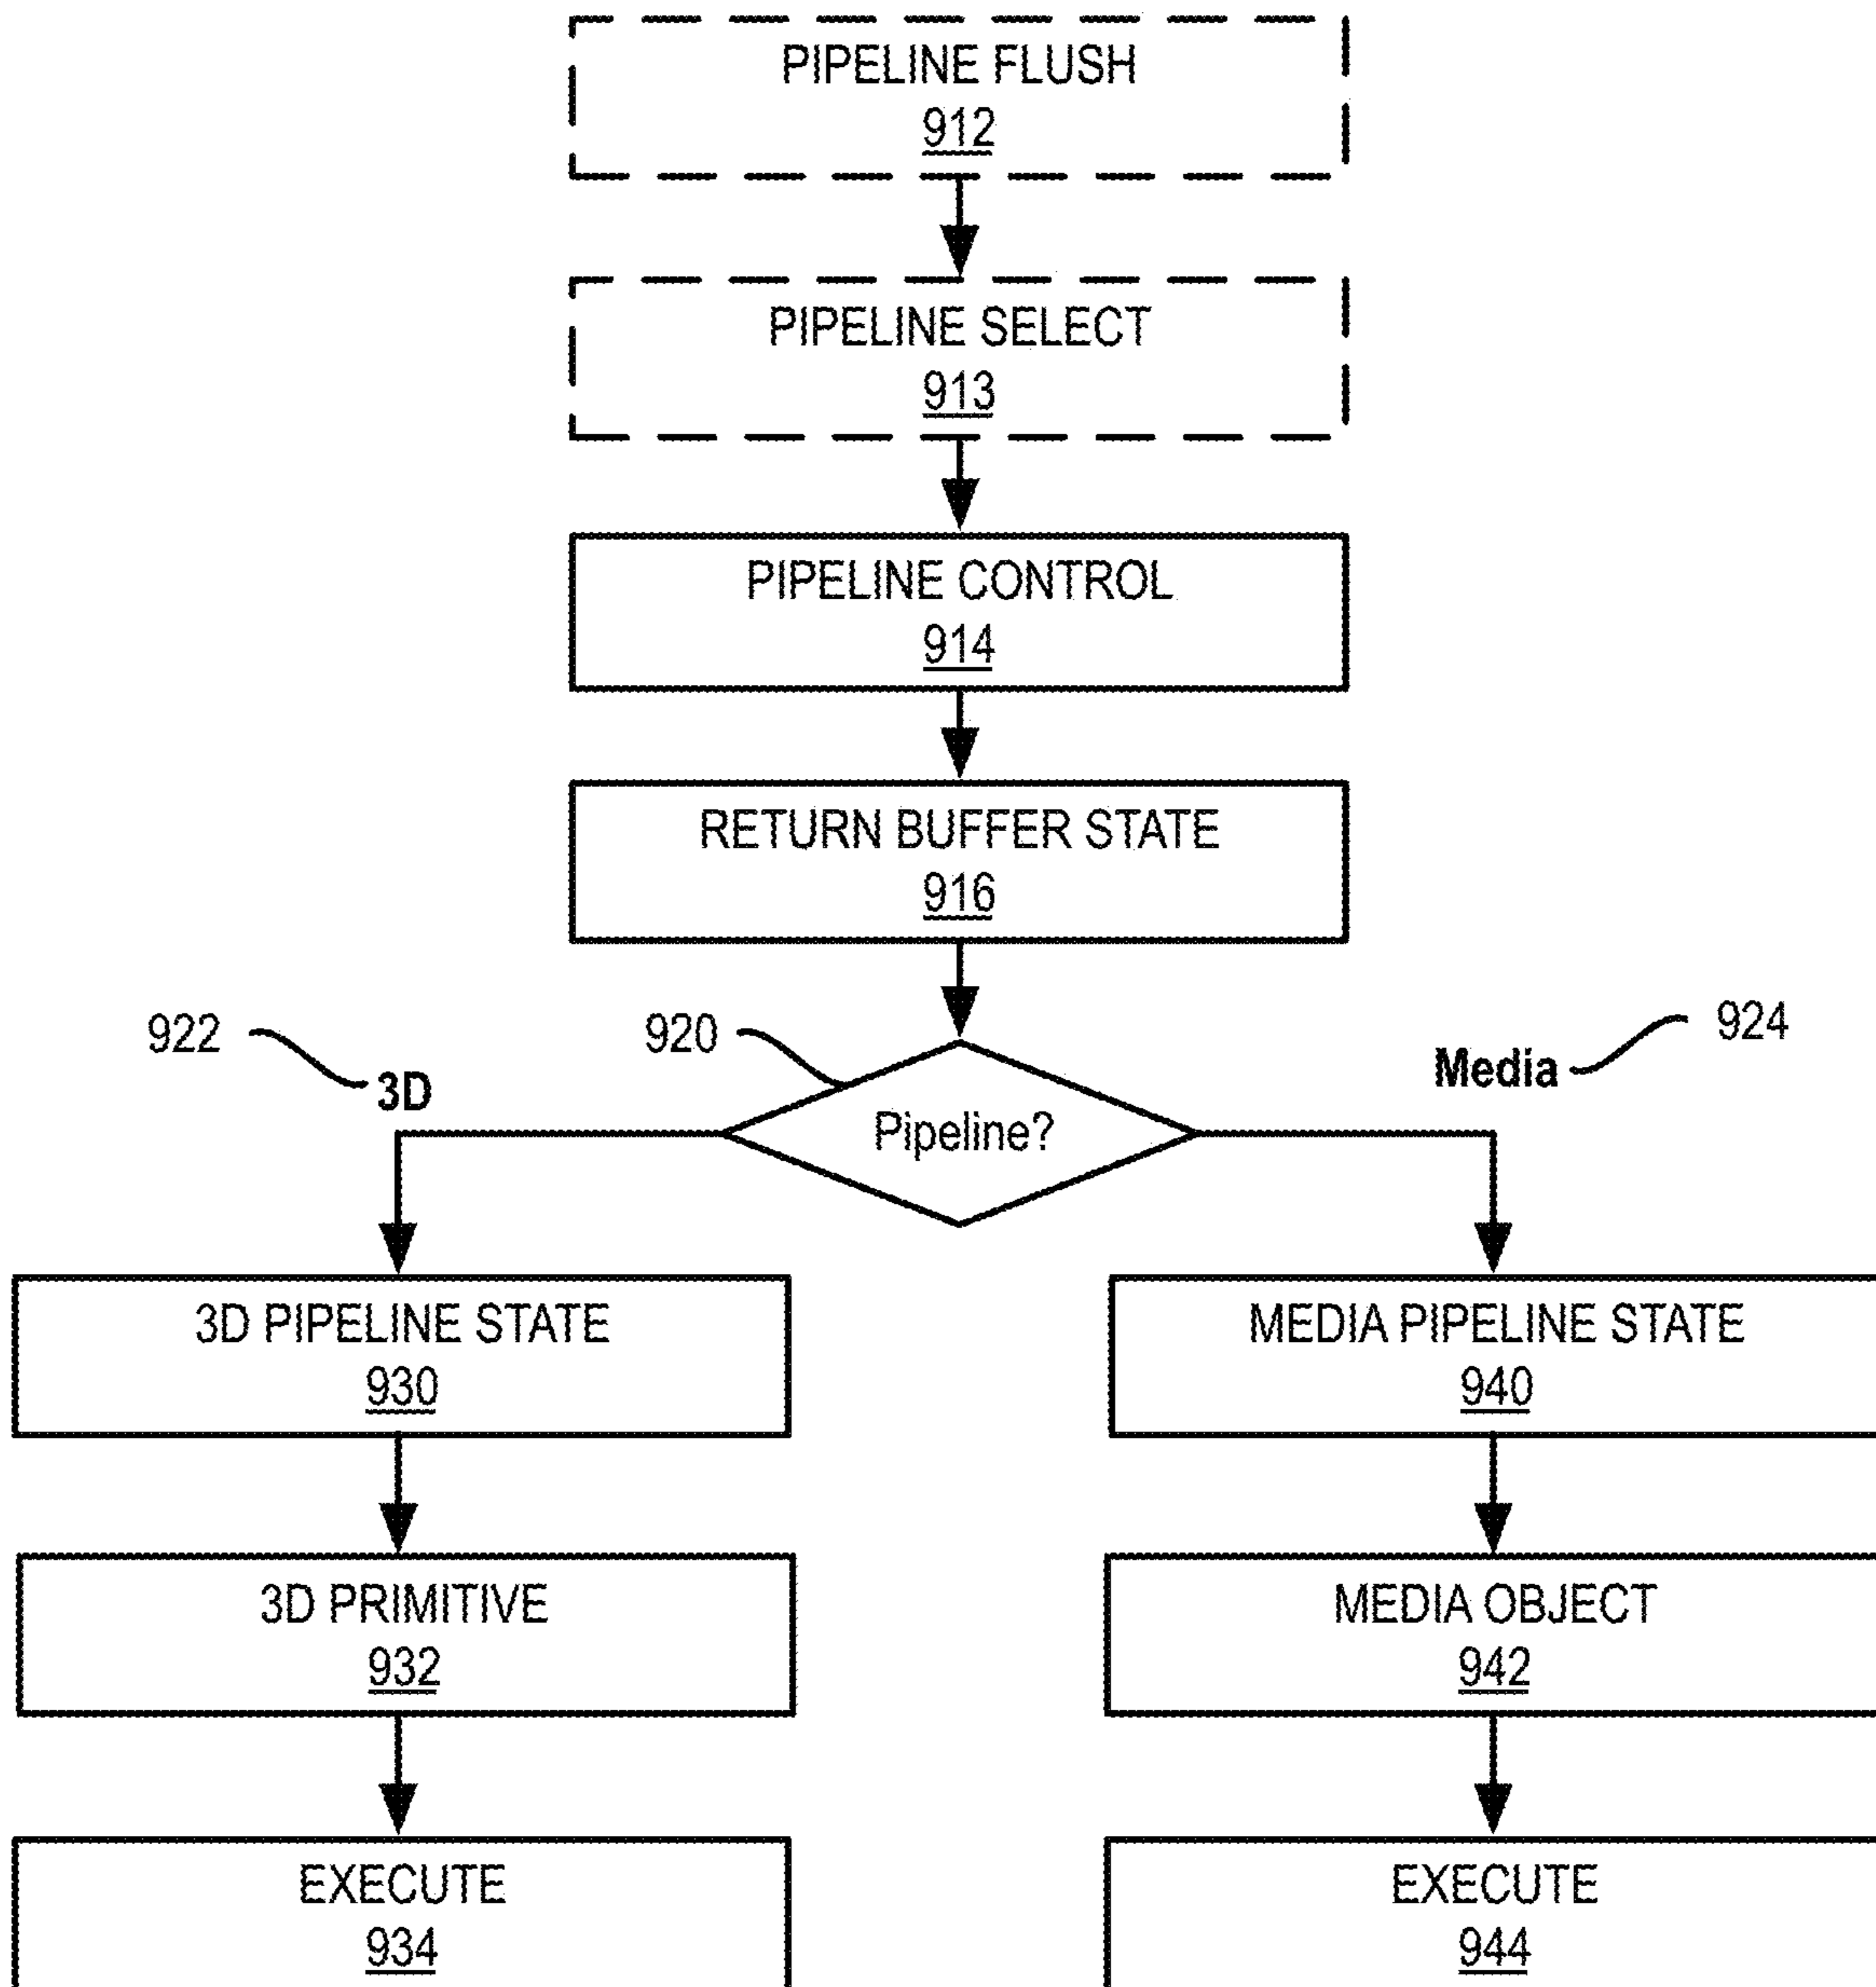 PIPELINE FLUSH
912
PIPELINE SELECT
913
PIPELINE CONTROL
914
RETURN BUFFER STATE
916
922
920
924
3D
Media
Pipeline?
3D PIPELINE STATE
930
MEDIA PIPELINE STATE
940
3D PRIMITIVE
932
MEDIA OBJECT
942
EXECUTE
934
EXECUTE
944